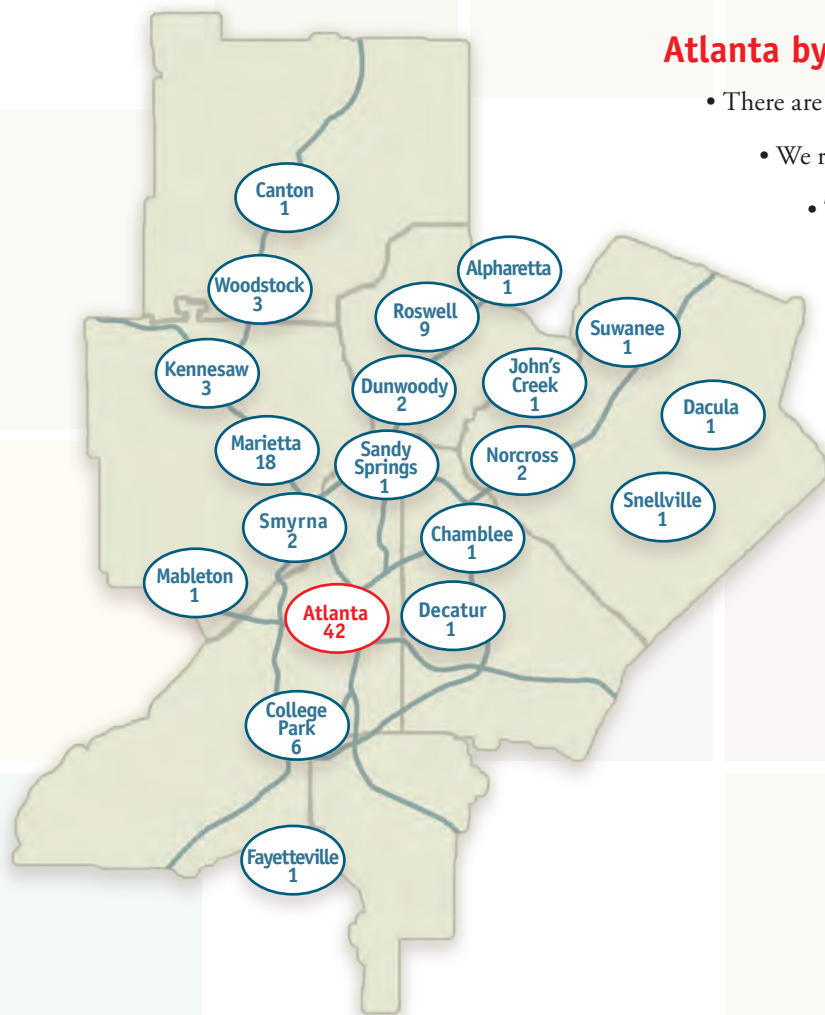 Atlanta by
• There are
• We
Canton
1
Woodstock
3
Alpharetta
1
Roswell
9
Suwanee
1
Kennesaw
3
Dunwoody
2
John's
Creek
1
Dacula
1
Marietta
18
Sandy
Springs
1
Norcross
2
Snellville
1
Smyrna
2
Chamblee
1
Mableton
1
Atlanta
42
Decatur
1
College
Park
6
Fayetteville
1